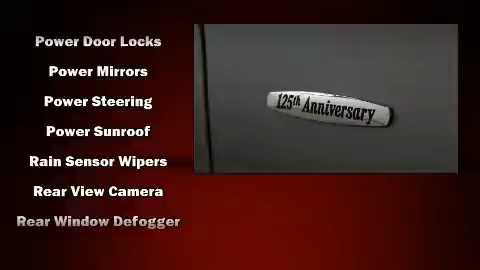 Power Door Locks
Power Mirrors
Power Steering
Power Sunroof
Rain Sensor Wipers
Rear View Camera
Rear Window Defogger
125th Anniversary